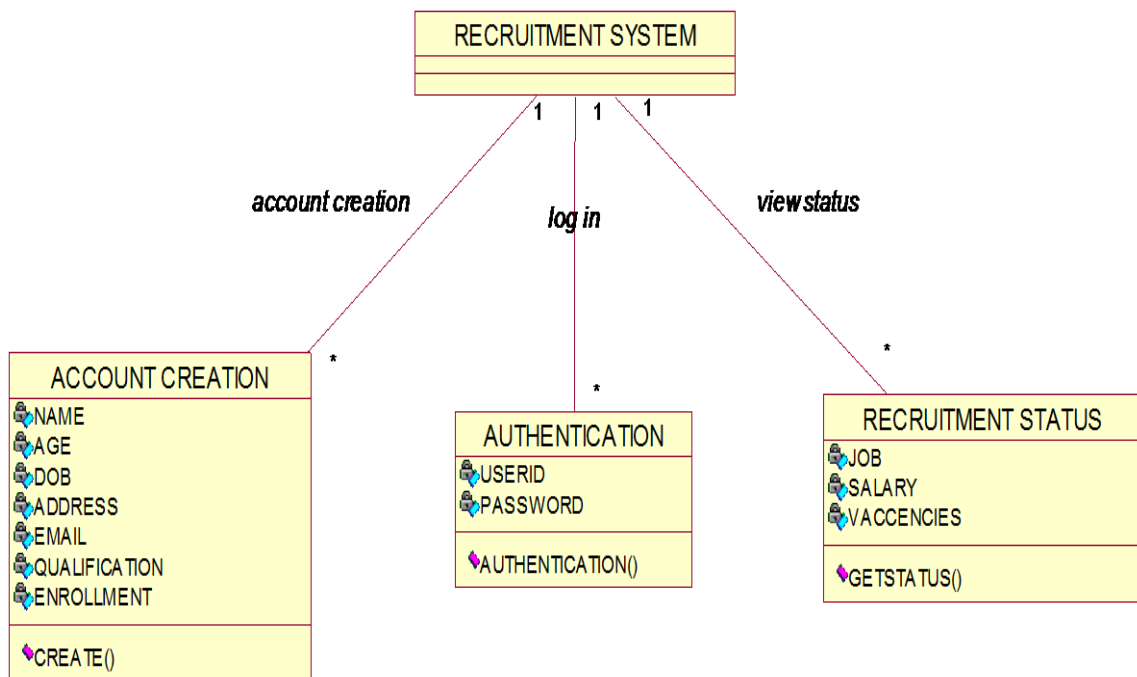 RECRUITMENT SYSTEM
1 1 1
account creation
log in
view status
*
*
*
ACCOUNT CREATION
NAME
AGE
DOB
ADDRESS
EMAIL
QUALIFICATION
ENROLLMENT
CREATE()
AUTHENTICATION
USERID
PASSWORD
AUTHENTICATION()
RECRUITMENT STATUS
JOB
SALARY
VACCENCIES
GETSTATUS()